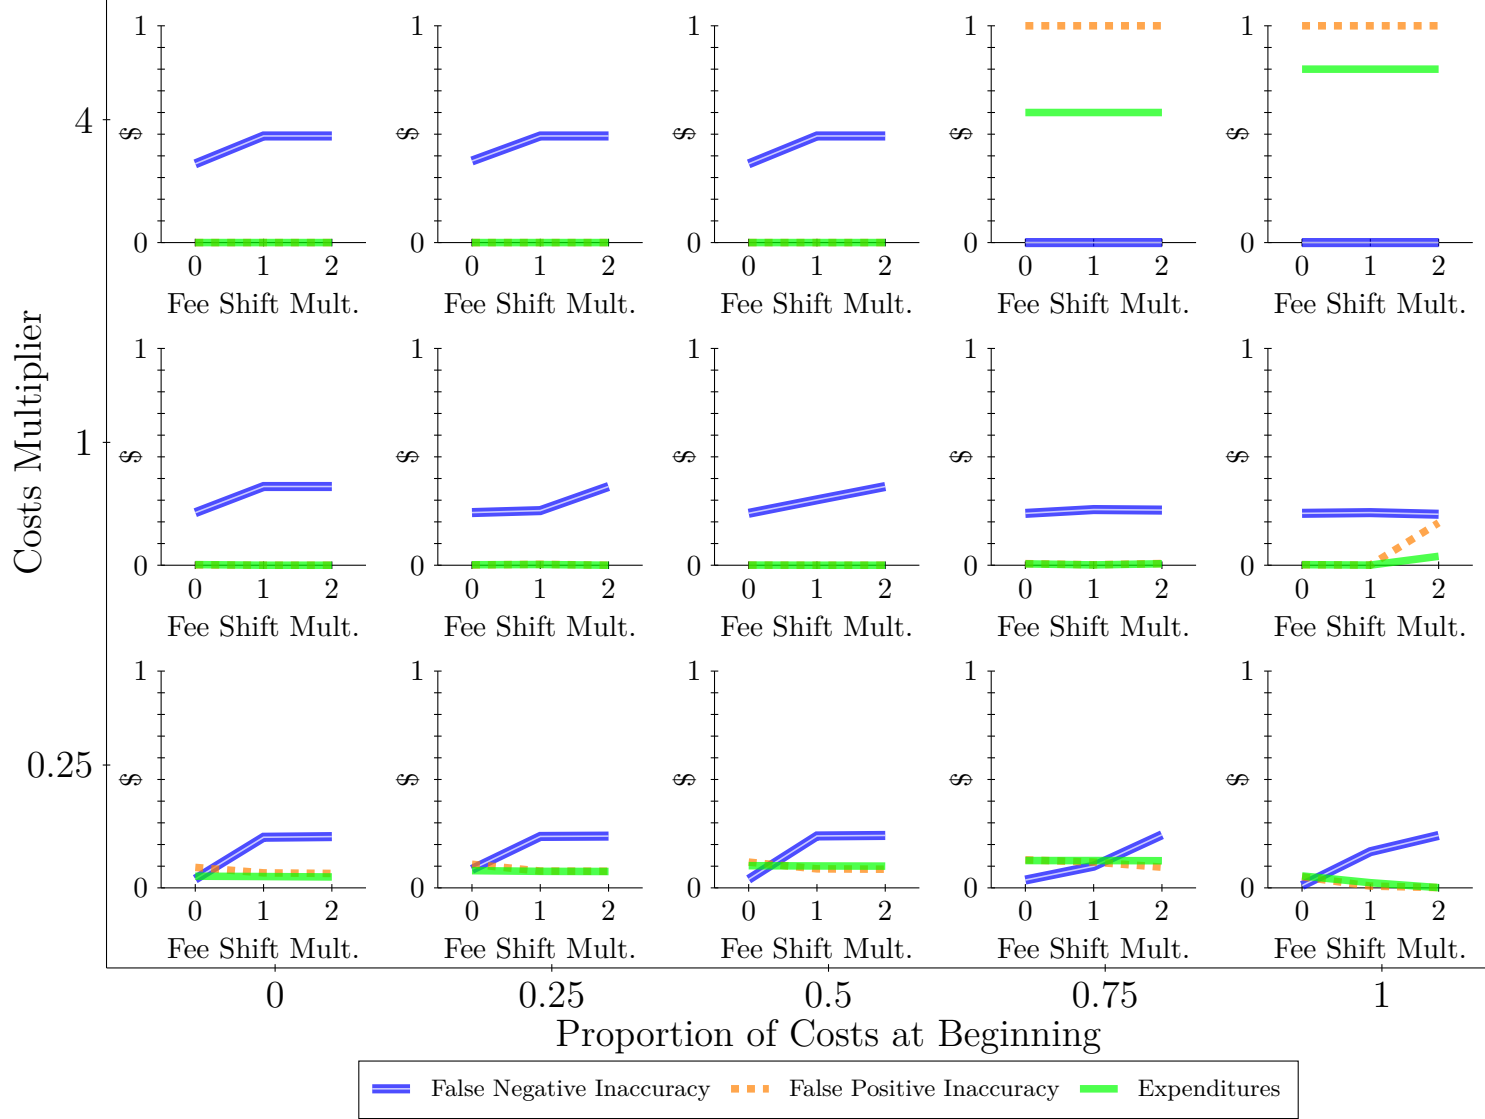 Costs Multiplier
4
1
$
0
0 1 2
Fee Shift Mult.
1
$
0
0 1 2
Fee Shift Mult.
1
$
0
0 1 2
Fee Shift Mult.
1
$
0
0 1 2
Fee Shift Mult.
1
$
0
0 1 2
Fee Shift Mult.
1
1
$
0
0 1 2
Fee Shift Mult.
1
$
0
0 1 2
Fee Shift Mult.
1
$
0
0 1 2
Fee Shift Mult.
1
$
0
0 1 2
Fee Shift Mult.
1
$
0
0 1 2
Fee Shift Mult.
0.25
1
$
0
0 1 2
Fee Shift Mult.
1
$
0
0 1 2
Fee Shift Mult.
1
$
0
0 1 2
Fee Shift Mult.
1
$
0
0 1 2
Fee Shift Mult.
1
$
0
0 1 2
Fee Shift Mult.
0 0.25 0.5 0.75 1
Proportion of Costs at Beginning
False Negative Inaccuracy False Positive Inaccuracy Expenditures